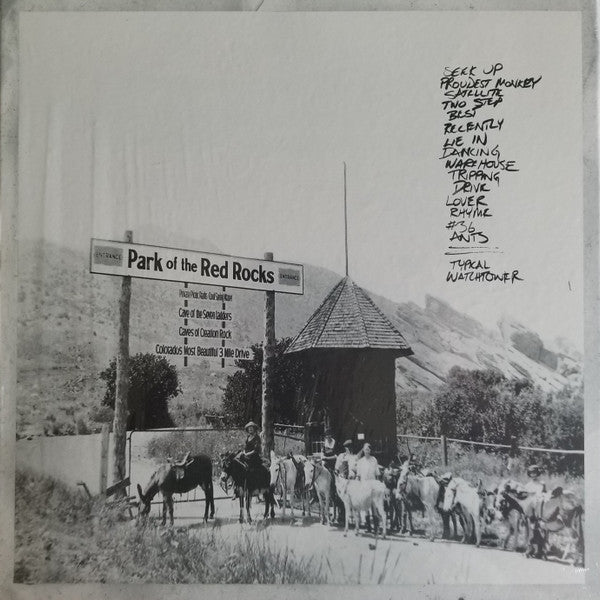 SEEK UP
PROUDEST MONKEY
SATELLITE
TWO STEP
BEST
RECENTLY
LIE IN
DANCING
WAREHOUSE
TRIPPING
DRIVE
LOVER
RHYME
#36
ANTS
TYPICAL
WATCHTOWER
ENTRANCE Park of the Red Rocks ENTRANCE
Cave of the Seven Ladders
Caves of Creation Rock
Colorados Most Beautiful 3 Mile Drive